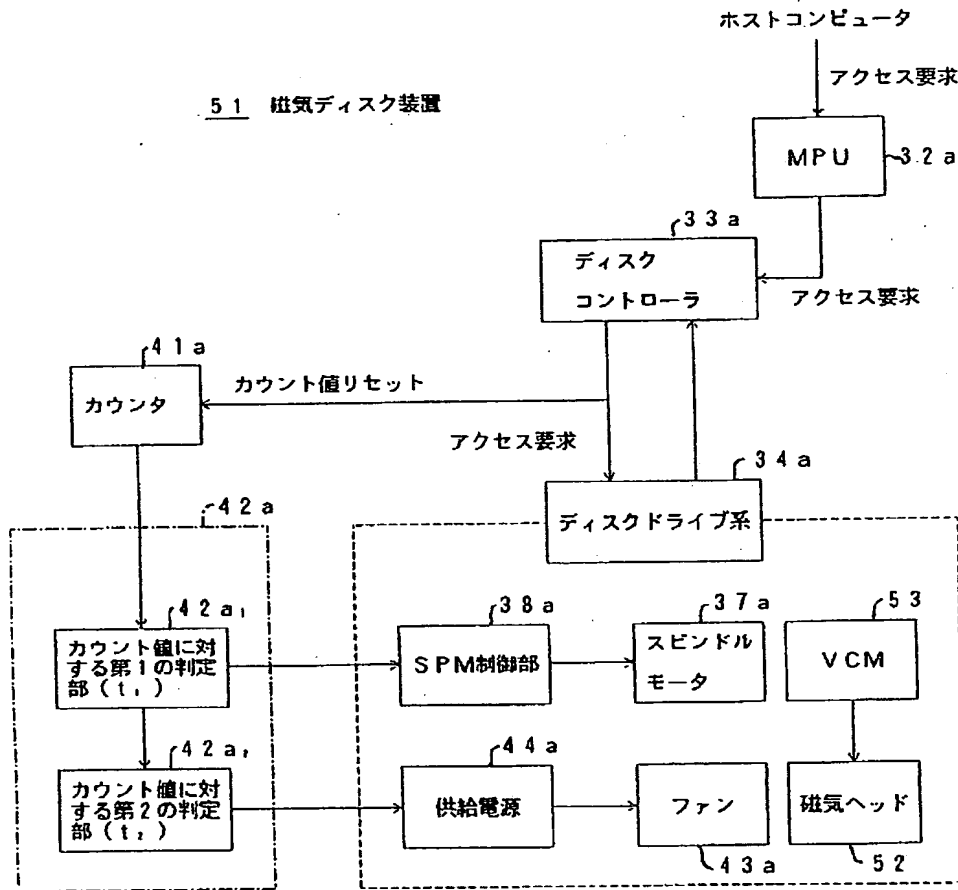 ホストコンピュータ
アクセス要求
51 磁気ディスク装置
MPU
32a
33a
ディスク
コントローラ
アクセス要求
41a
カウンタ
カウント値リセット
アクセス要求
34a
ディスクドライブ系
42a
42a₁
カウント値に対
する第1の判定
部(t₁)
38a
SPM制御部
37a
スピンドル
モータ
53
VCM
42a₂
カウント値に対
する第2の判定
部(t₂)
44a
供給電源
ファン
43a
磁気ヘッド
52